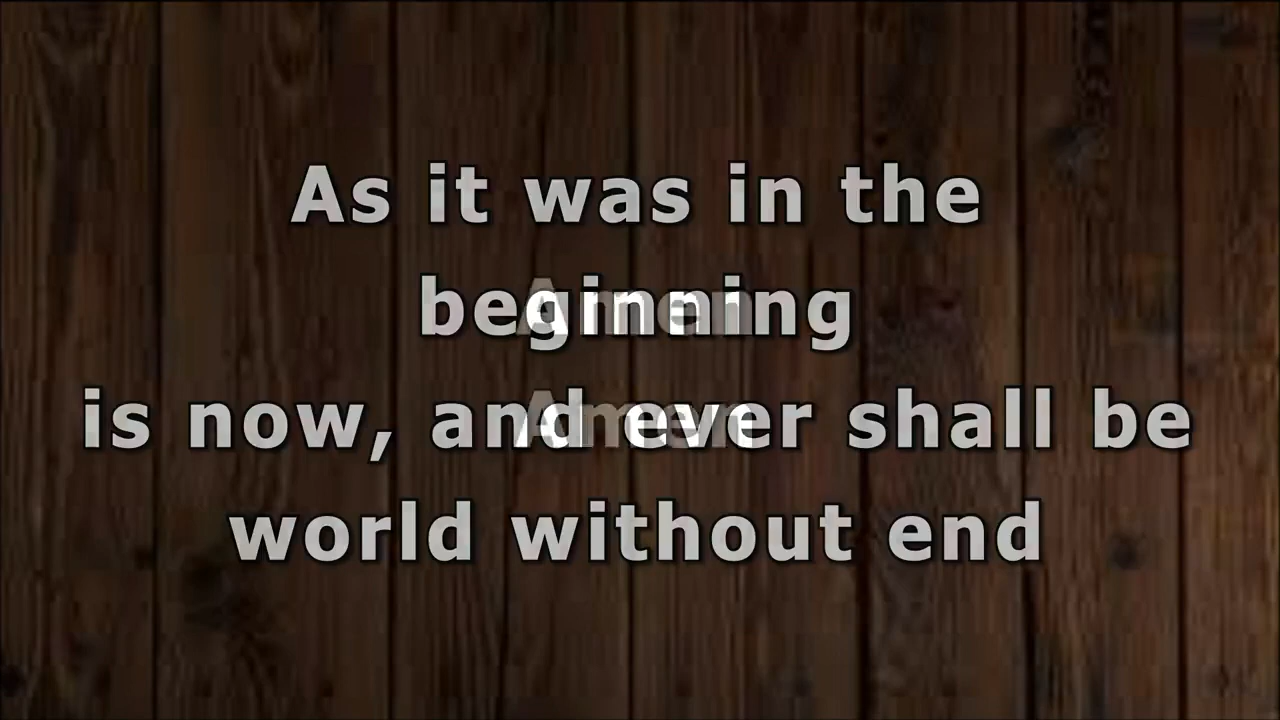 As it was in the
beginning
Amen
is now, and ever shall be
Amen
world without end